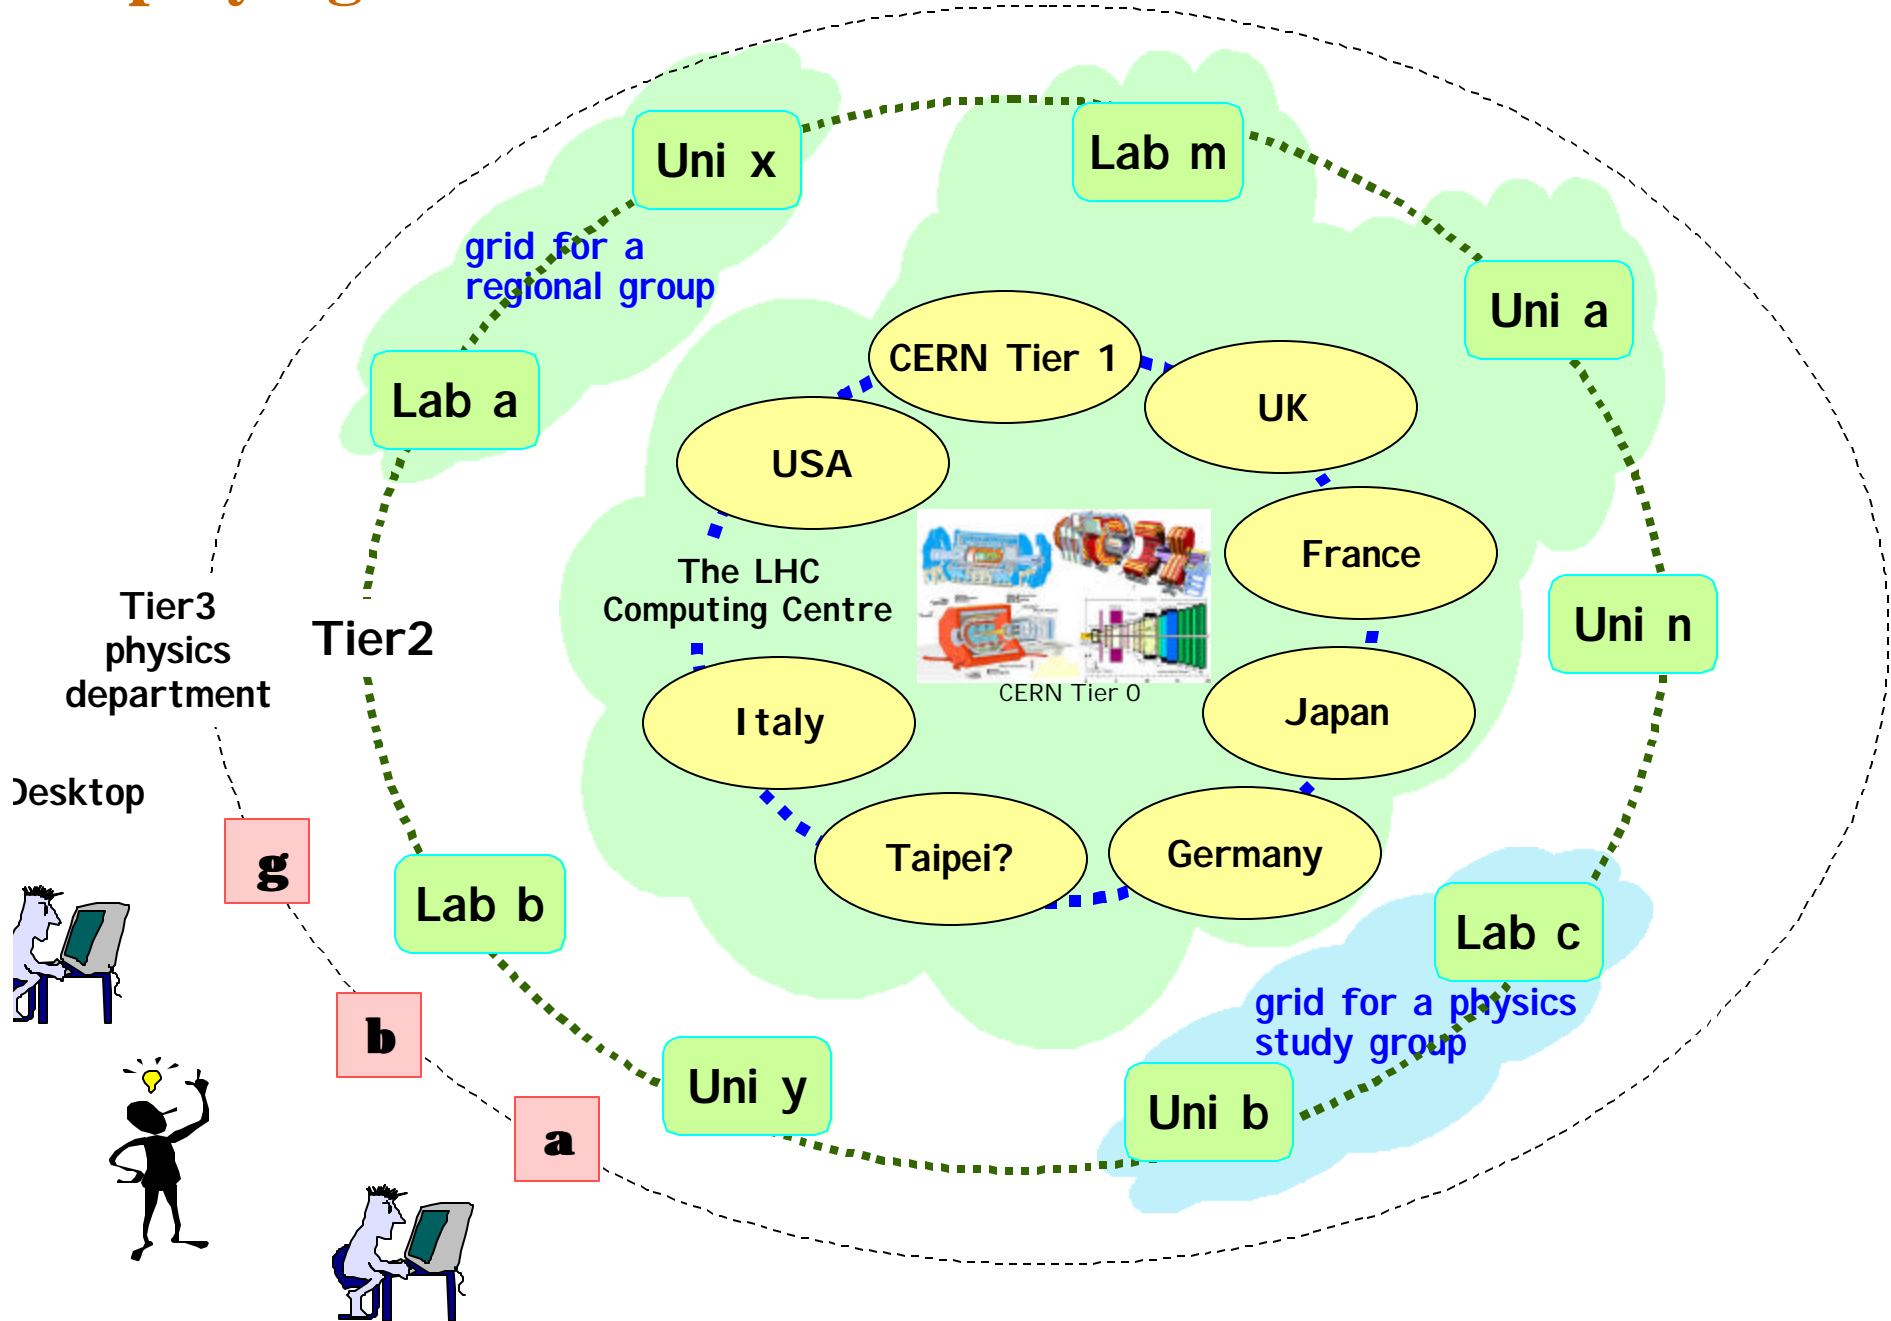 Uni x
Lab m
grid for a
regional group
Uni a
CERN Tier 1
Lab a
UK
USA
France
The LHC
Computing Centre
Tier3
physics
department
Tier2
Uni n
CERN Tier 0
Italy
Japan
Desktop
Taipei?
Germany
g
Lab b
Lab c
grid for a physics
study group
b
Uni y
Uni b
a